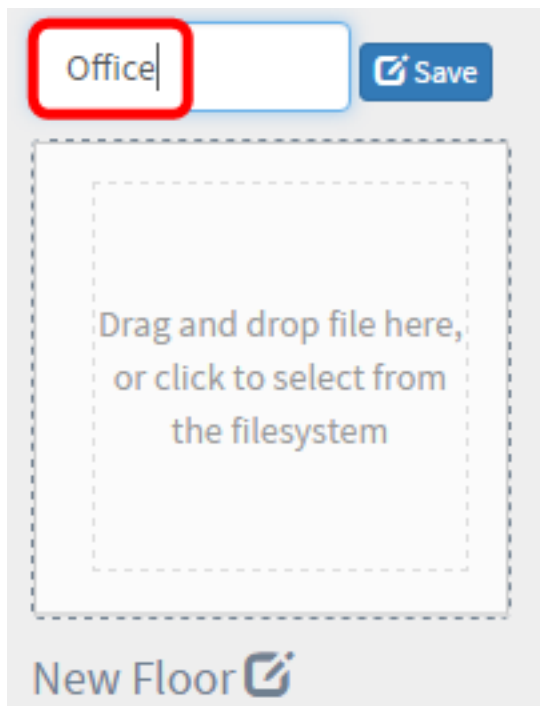 Office
Save
Drag and drop file here,
or click to select from
the filesystem
New Floor